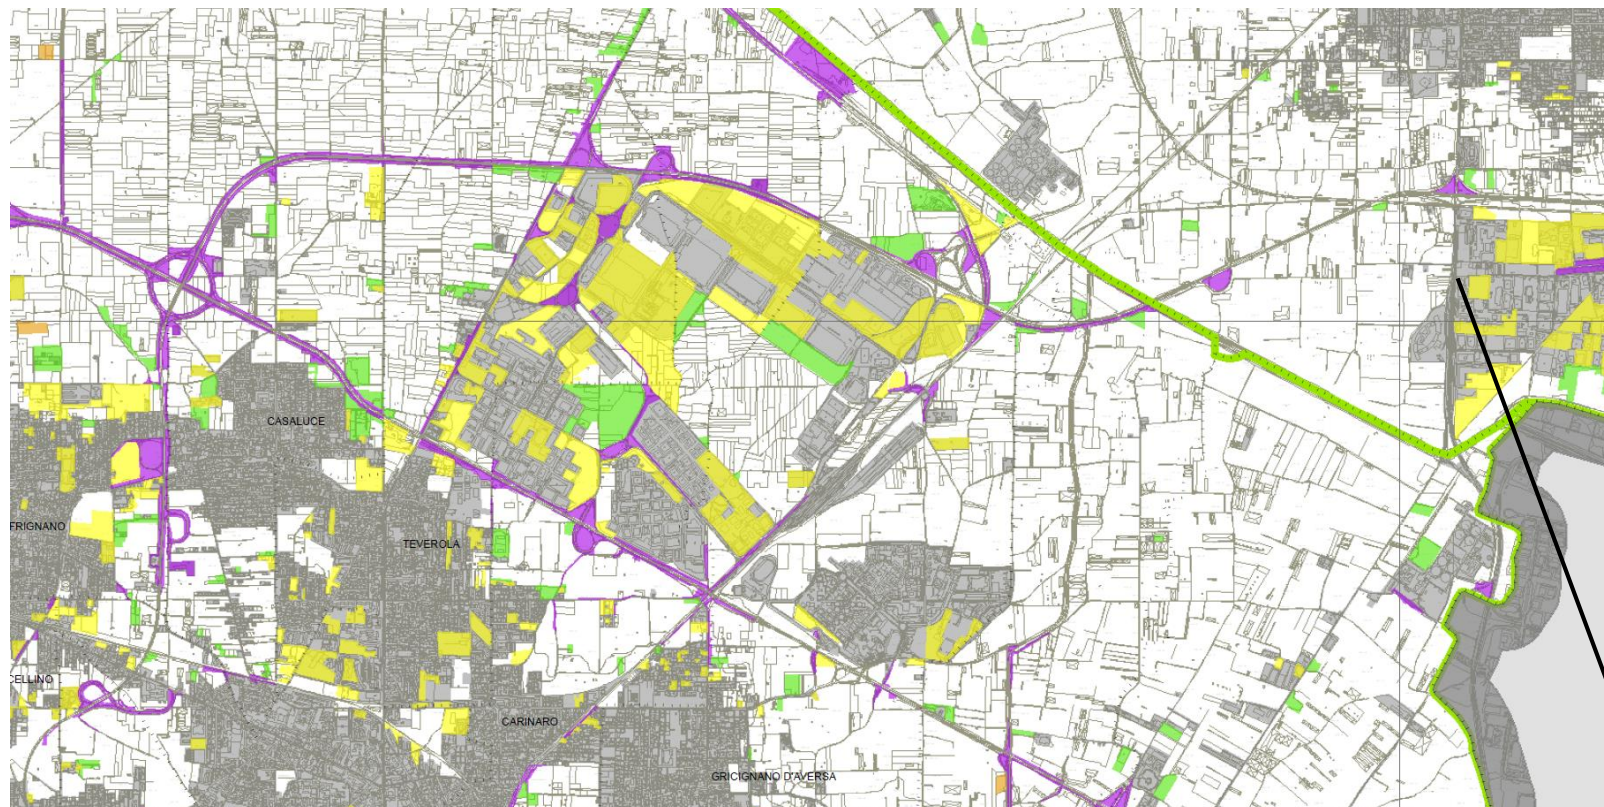 CASALUCE
FRIGNANO
TEVEROLA
CELLINO
CARINARO
GRICIGNANO D'AVERSA